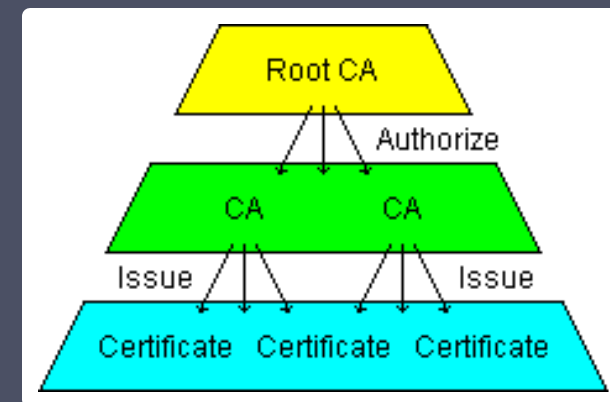 Root CA
Authorize
CA CA
Issue Issue
Certificate Certificate Certificate